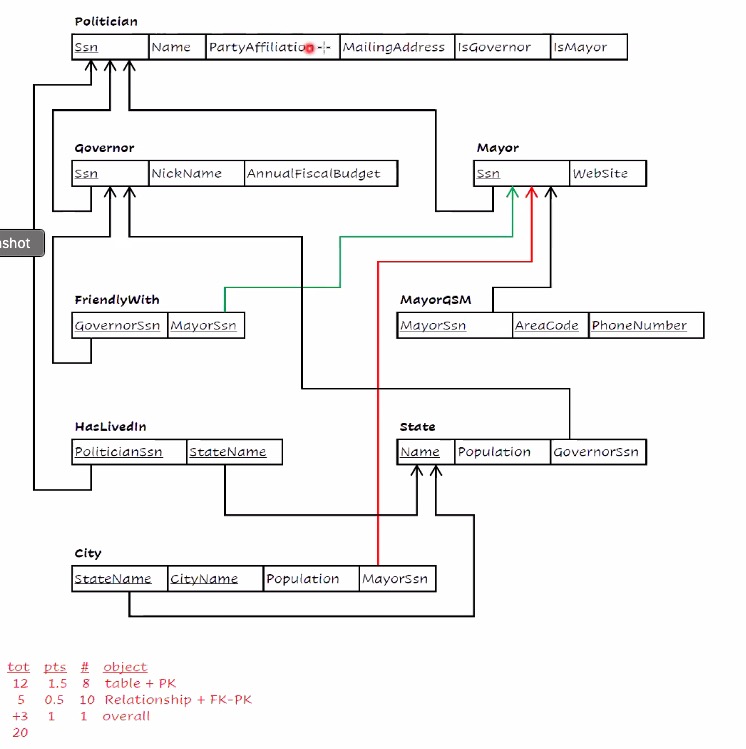 Politician
Ssn Name PartyAffiliation MailingAddress IsGovernor IsMayor
Governor Mayor
Ssn NickName AnnualFiscalBudget Ssn WebSite
nshot
FriendlyWith MayorGSM
GovernorSsn MayorSsn MayorSsn AreaCode PhoneNumber
HasLivedIn State
PoliticianSsn StateName Name Population GovernorSsn
City
StateName CityName Population MayorSsn
tot pts # object
12 1.5 8 table + PK
5 0.5 10 Relationship + FK-PK
+3 1 1 overall
20